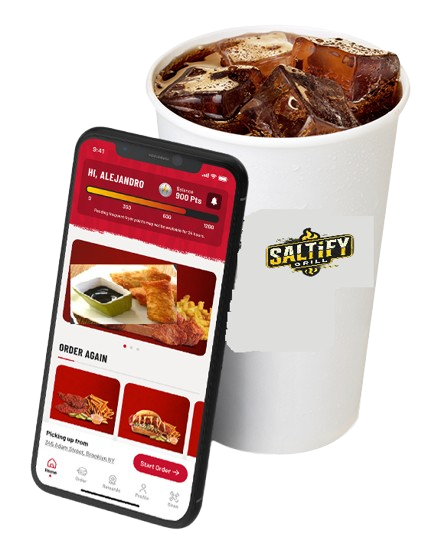 9:41
HI, ALEJANDRO
Balance
900 Pts
0
300
600
1200
ORDER AGAIN
Picking up from
Start Order →
Home
Order
Rewards
Profile
Scan
SALTiFY
GRILL